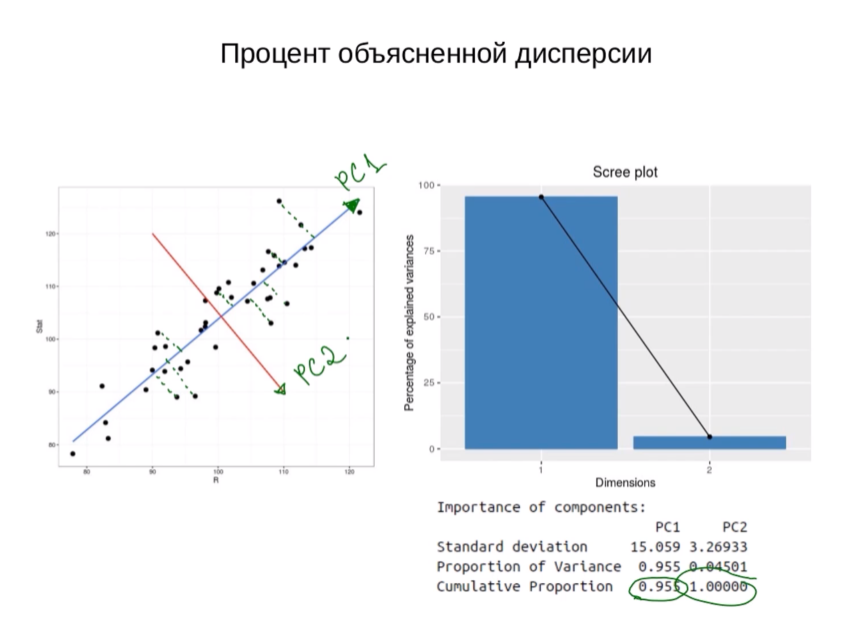 Процент объясненной дисперсии
PC1
PC2
Stat
120
110
100
90
80
80
90
100
110
120
R
Scree plot
Percentage of explained variances
100
75
50
25
0
1
2
Dimensions
Importance of components:
PC1 PC2
Standard deviation 15.059 3.26933
Proportion of Variance 0.955 0.04501
Cumulative Proportion 0.955 1.00000